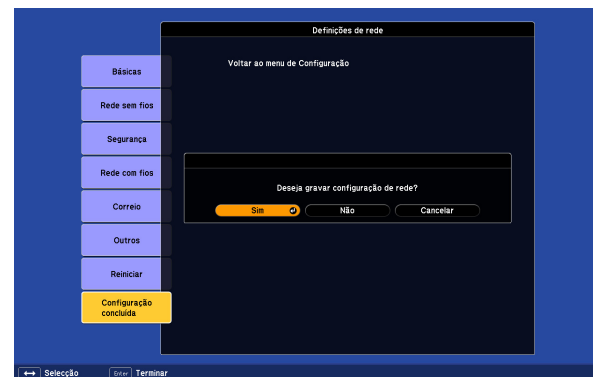 Definições de rede
Voltar ao menu de Configuração
Básicas
Rede sem fios
Segurança
Rede com fios
Correio
Outros
Reiniciar
Configuração
concluída
Deseja gravar configuração de rede?
Sim Não Cancelar
Selecção Enter Terminar